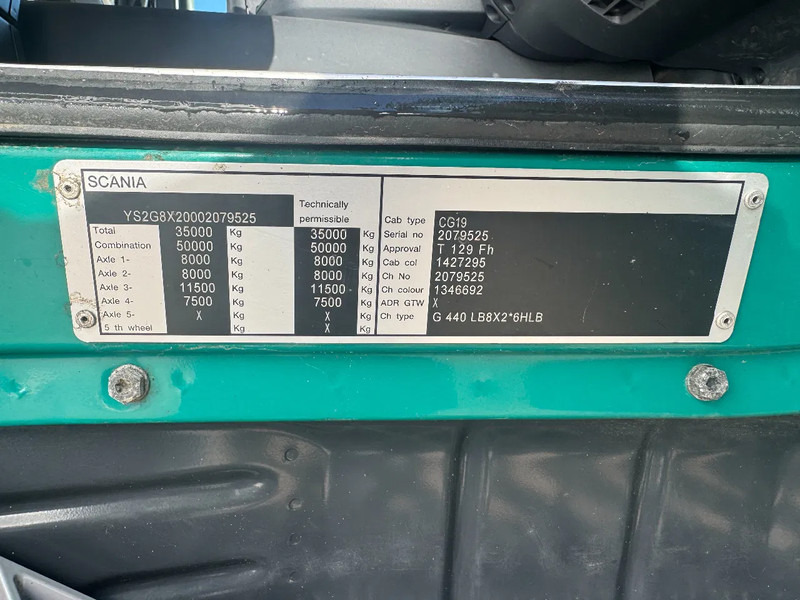 SCANIA
YS2G8X20002079525 Technically permissible
Total 35000 Kg 35000 Kg
Combination 50000 Kg 50000 Kg
Axle 1- 8000 Kg 8000 Kg
Axle 2- 8000 Kg 8000 Kg
Axle 3- 11500 Kg 11500 Kg
Axle 4- 7500 Kg 7500 Kg
Axle 5- X Kg X Kg
5 th wheel Kg X Kg
Cab type CG19
Serial no 2079525
Approval T 129 Fh
Cab col 1427295
Ch No 2079525
Ch colour 1346692
ADR GTW X
Ch type G 440 LB8X2*6HLB